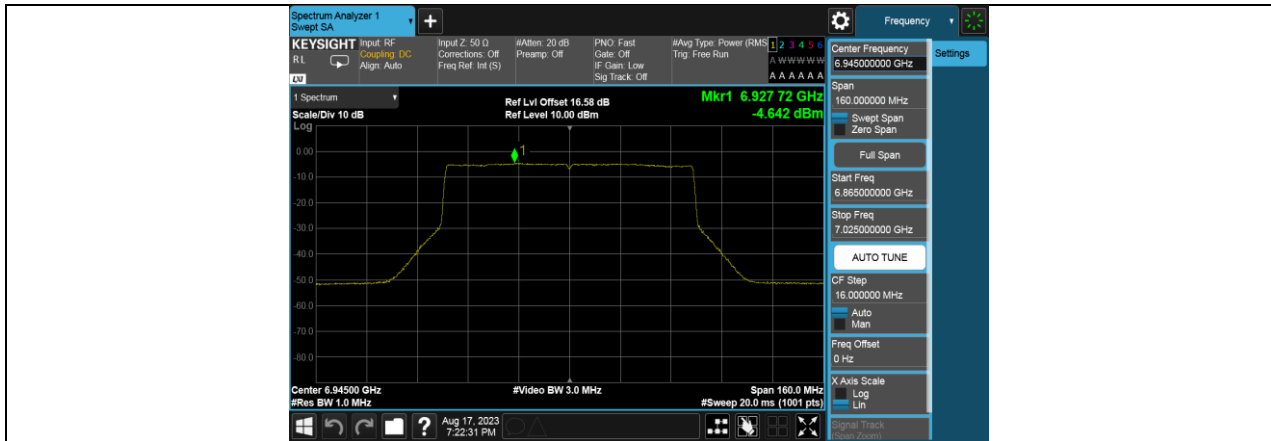 Spectrum Analyzer 1
Swept SA
Frequency
KEYSIGHT
RL
LXI
Input: RF
Coupling: DC
Align: Auto
Input Z: 50 Ω
Corrections: Off
Freq Ref: Int (S)
#Atten: 20 dB
Preamp: Off
PNO: Fast
Gate: Off
IF Gain: Low
Sig Track: Off
#Avg Type: Power (RMS
Trig: Free Run
1 2 3 4 5 6
A W W W W W
A A A A A A
1 Spectrum
Scale/Div 10 dB
Ref Lvl Offset 16.58 dB
Ref Level 10.00 dBm
Mkr1 6.927 72 GHz
-4.642 dBm
Log
1
0.00
-10.0
-20.0
-30.0
-40.0
-50.0
-60.0
-70.0
-80.0
Center 6.94500 GHz
#Res BW 1.0 MHz
#Video BW 3.0 MHz
Span 160.0 MHz
#Sweep 20.0 ms (1001 pts)
Aug 17, 2023
7:22:31 PM
Center Frequency
6.945000000 GHz
Span
160.000000 MHz
Swept Span
Zero Span
Full Span
Start Freq
6.865000000 GHz
Stop Freq
7.025000000 GHz
AUTO TUNE
CF Step
16.000000 MHz
Auto
Man
Freq Offset
0 Hz
X Axis Scale
Log
Lin
Signal Track
(Span Zoom)
Settings